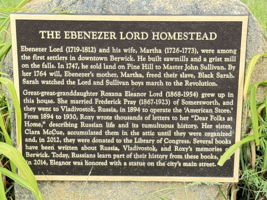 THE EBENEZER LORD HOMESTEAD
Ebenezer Lord (1719-1812) and his wife, Martha (1726-1773), were among
the first settlers in downtown Berwick. He built sawmills and a grist mill
on the falls. In 1747, he sold land on Pine Hill to Master John Sullivan. By
her 1764 will, Ebenezer's mother, Martha, freed their slave, Black Sarah.
Sarah watched the Lord and Sullivan boys march to the Revolution.
Great-great-granddaughter Roxana Eleanor Lord (1868-1954) grew up in
this house. She married Fredrick Pray (1867-1923) of Somersworth, and
they went to Vladivostok, Russia, in 1894 to operate the 'American Store.'
From 1894 to 1930, Roxy wrote thousands of letters to her "Dear Folks at
Home," describing Russian life and its tumultuous history. Her sister,
Clara McCue, accumulated them in the attic until they were organized
and, in 2012, they were donated to the Library of Congress. Several books
have been written about Russia, Vladivostok, and Roxy's memories of
Berwick. Today, Russians learn part of their history from these books.
In 2014, Eleanor was honored with a statue on the city's main street.